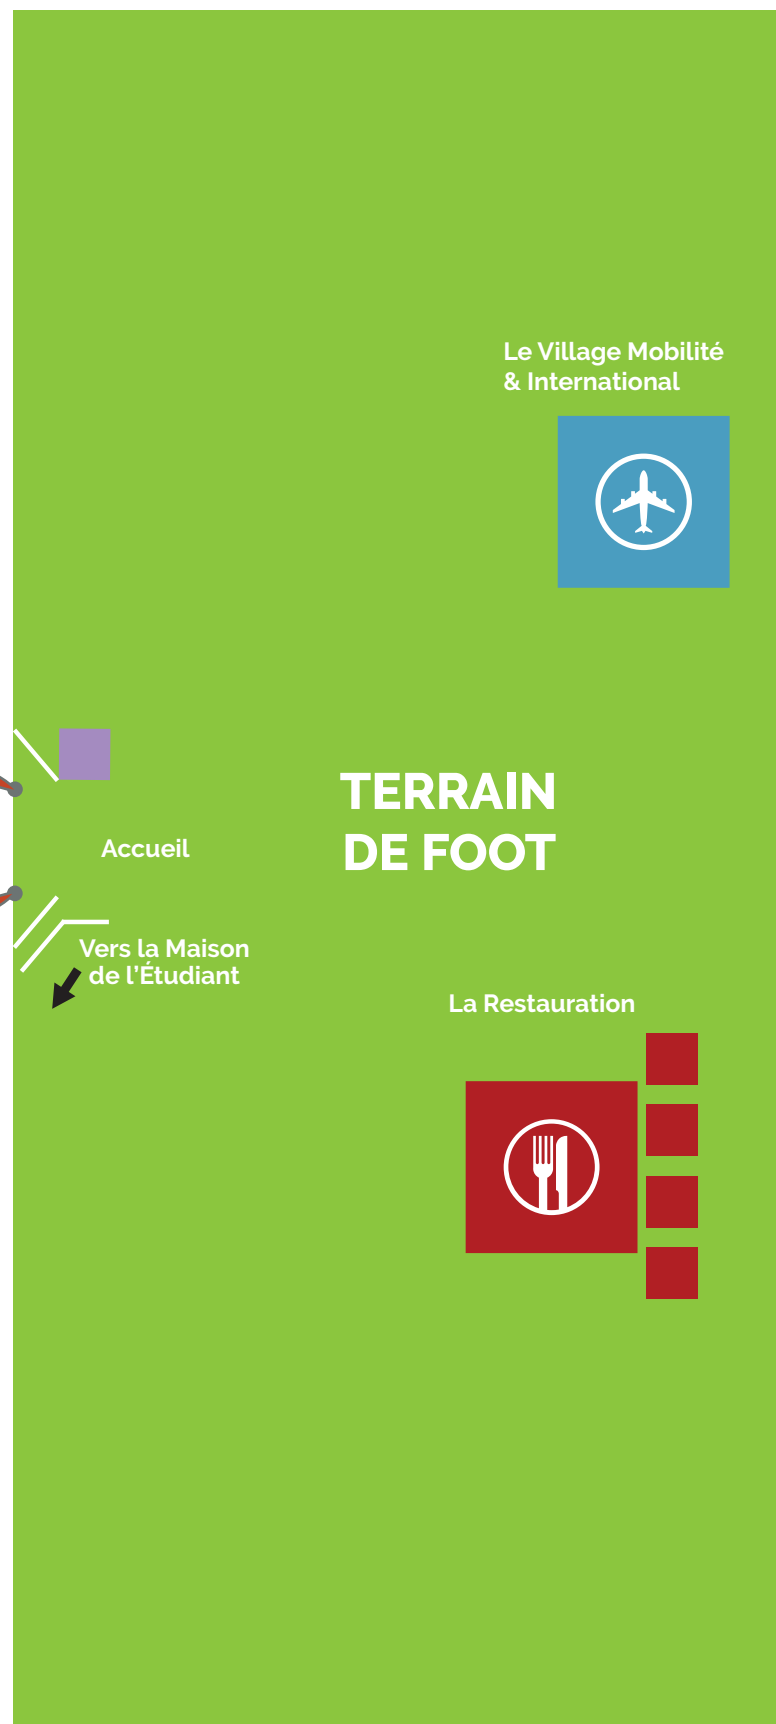 Le Village Mobilité
& International
TERRAIN
DE FOOT
Accueil
Vers la Maison
de l’Étudiant
La Restauration